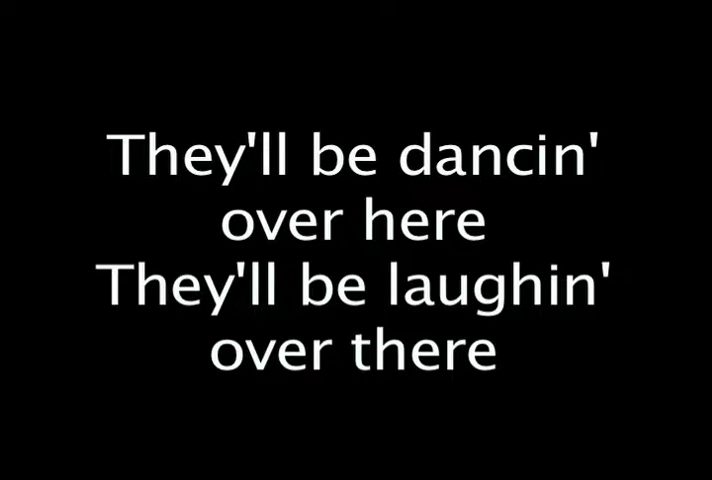 They'll be dancin'
over here
They'll be laughin'
over there